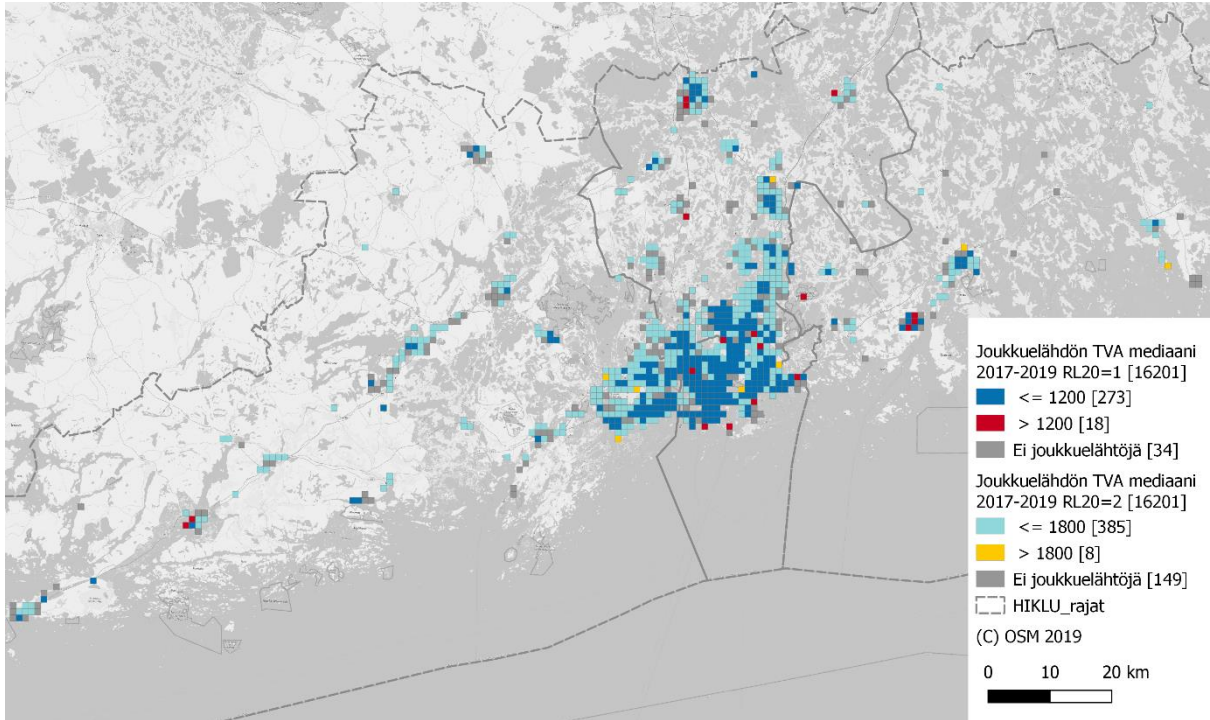 Joukkuelähdön TVA mediaani
2017-2019 RL20=1 [16201]
<= 1200 [273]
> 1200 [18]
Ei joukkuelähtöjä [34]
Joukkuelähdön TVA mediaani
2017-2019 RL20=2 [16201]
<= 1800 [385]
> 1800 [8]
Ei joukkuelähtöjä [149]
HIKLU_rajat
(C) OSM 2019
0 10 20 km